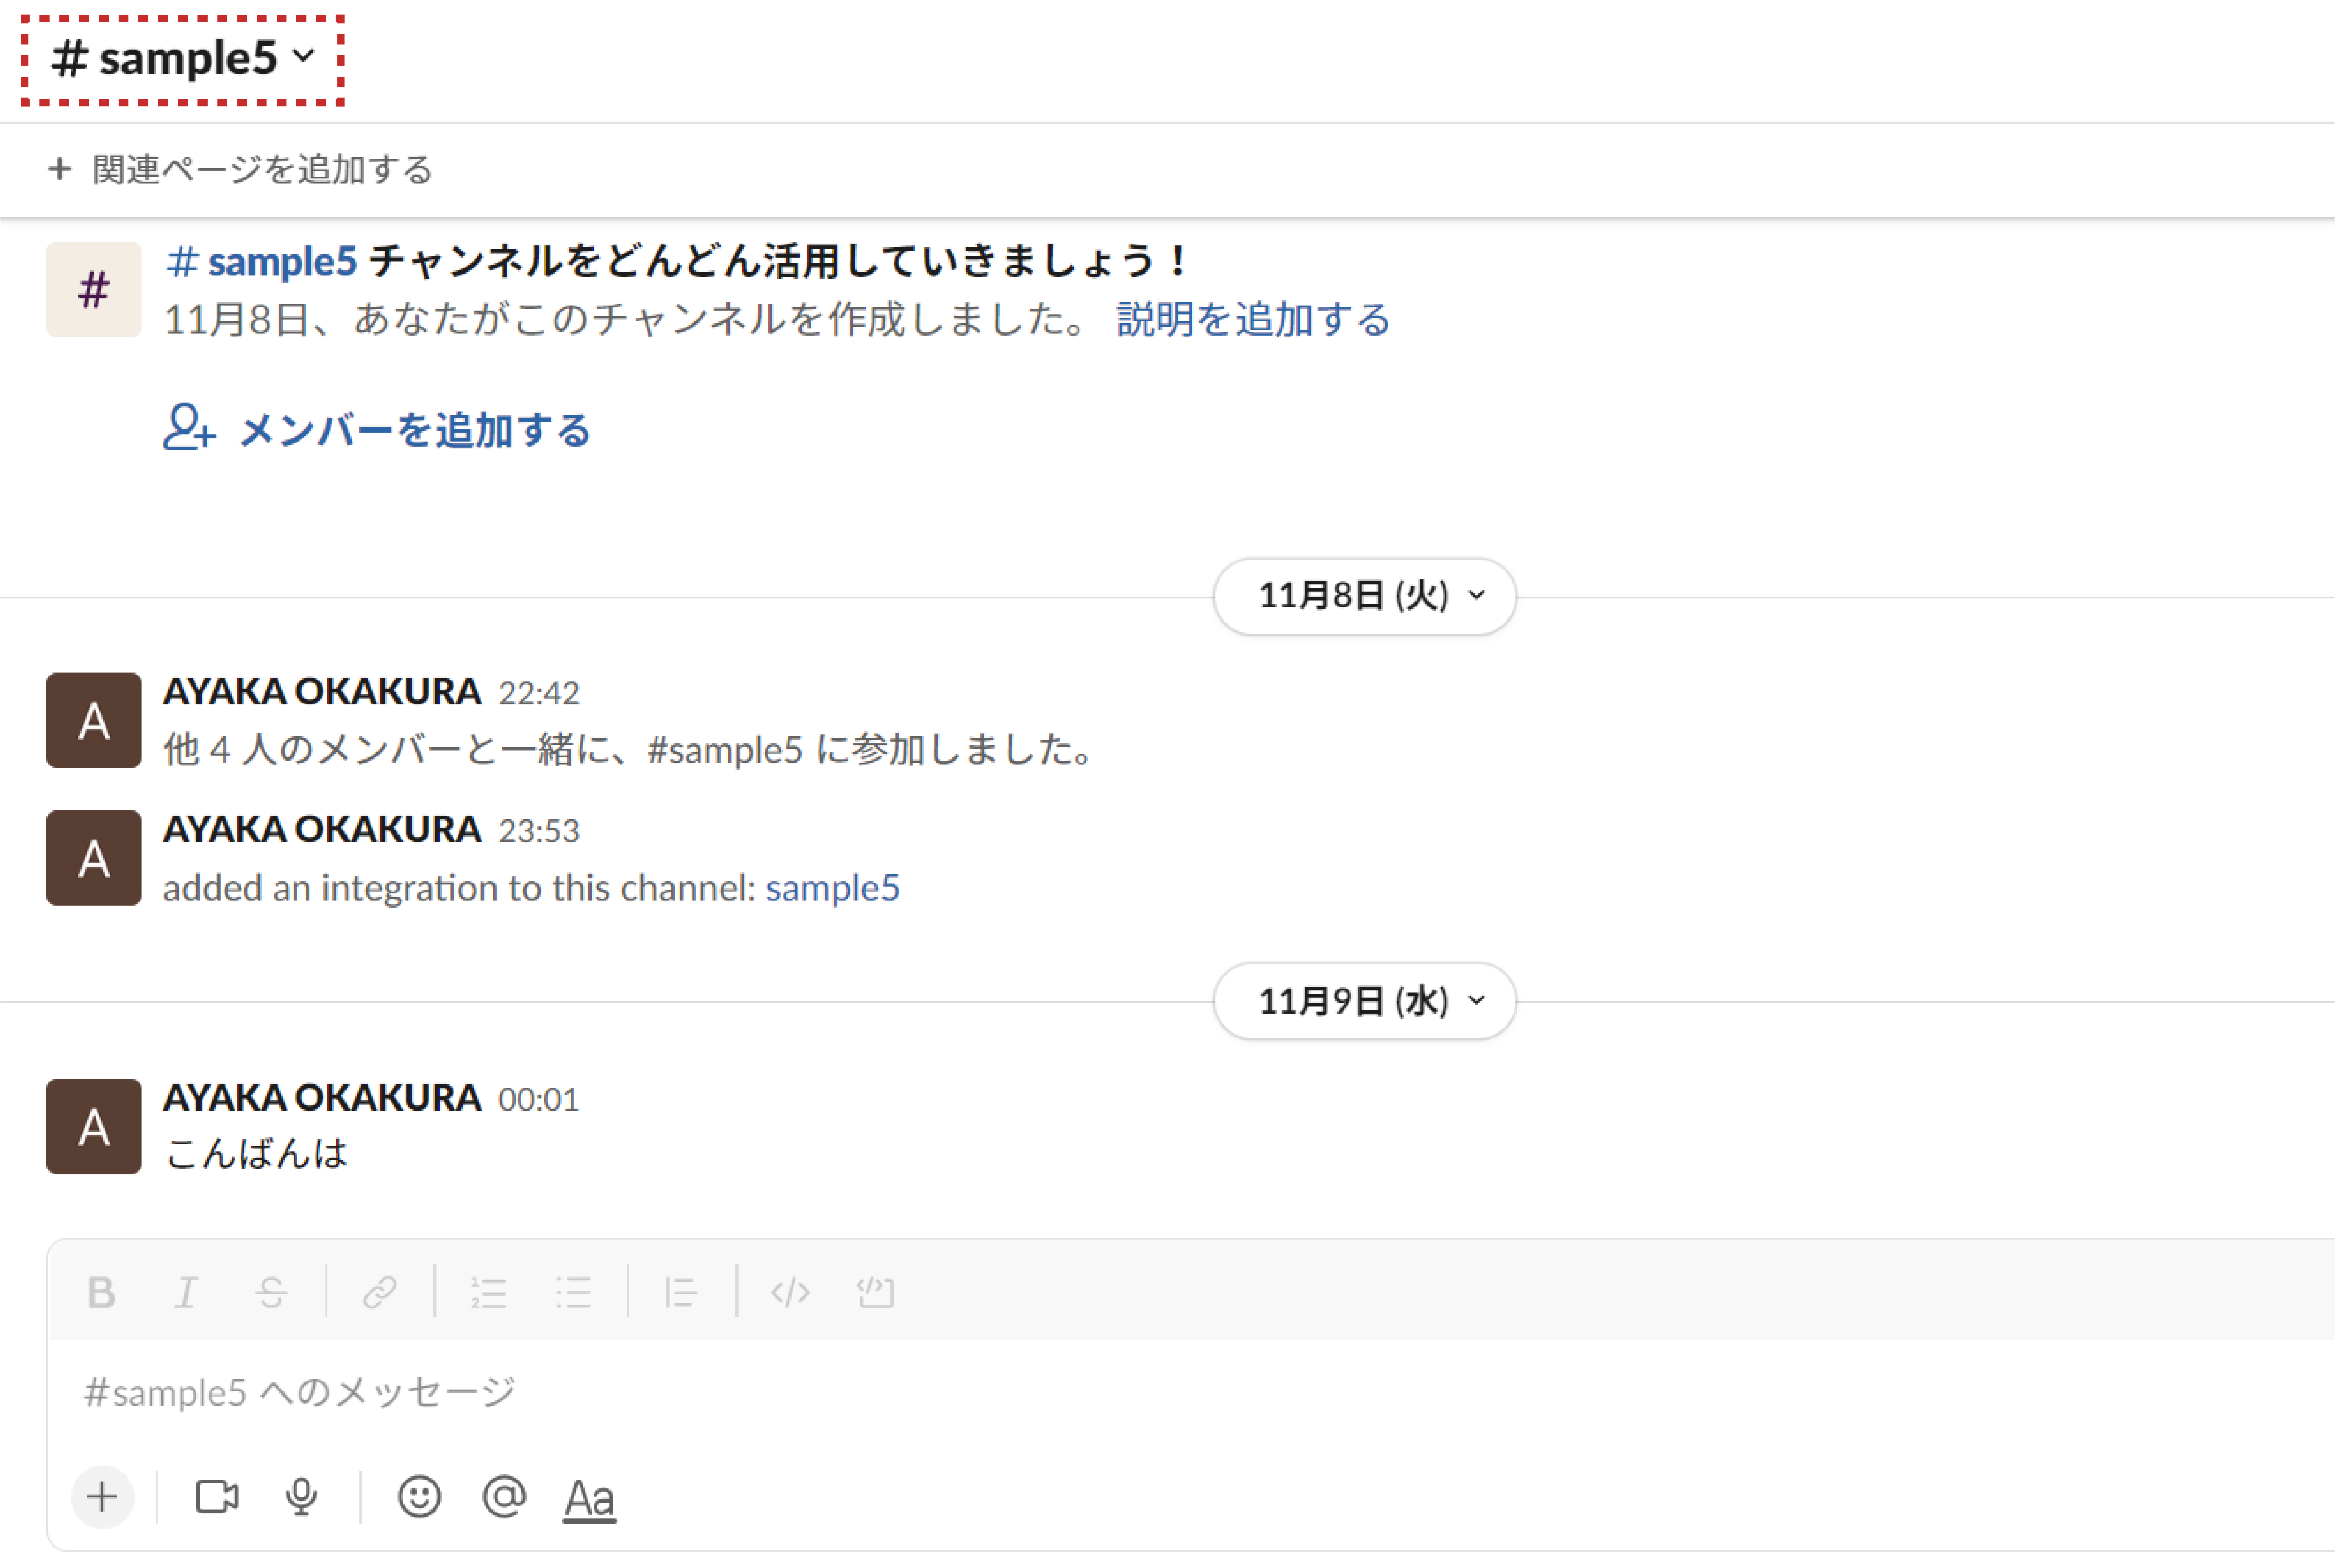 # sample5
+ 関連ページを追加する
#
# sample5 チャンネルをどんどん活用していきましょう！
11月8日、あなたがこのチャンネルを作成しました。 説明を追加する
メンバーを追加する
11月8日 (火)
A
AYAKA OKAKURA 22:42
他 4 人のメンバーと一緒に、#sample5 に参加しました。
A
AYAKA OKAKURA 23:53
added an integration to this channel: sample5
11月9日 (水)
A
AYAKA OKAKURA 00:01
こんばんは
B I S
#sample5 へのメッセージ
+ @ Aa